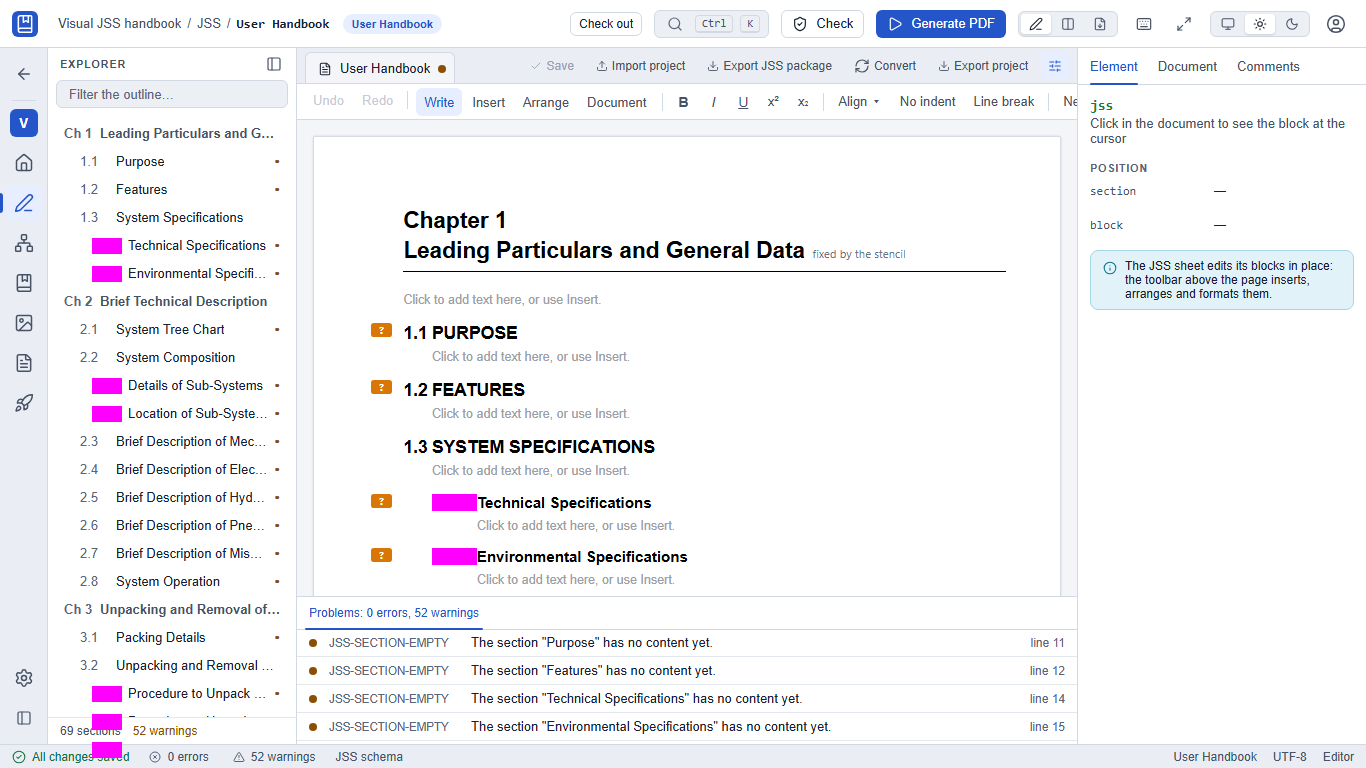 Visual JSS handbook / JSS / User Handbook User Handbook Check out Ctrl K Check Generate PDF
EXPLORER
Filter the outline...
Ch 1 Leading Particulars and G...
1.1 Purpose
1.2 Features
1.3 System Specifications
Technical Specifications
Environmental Specifi...
Ch 2 Brief Technical Description
2.1 System Tree Chart
2.2 System Composition
Details of Sub-Systems
Location of Sub-Syste...
2.3 Brief Description of Mec...
2.4 Brief Description of Elec...
2.5 Brief Description of Hyd...
2.6 Brief Description of Pne...
2.7 Brief Description of Mis...
2.8 System Operation
Ch 3 Unpacking and Removal of...
3.1 Packing Details
3.2 Unpacking and Removal ...
Procedure to Unpack ...
69 sections 52 warnings
User Handbook Save Import project Export JSS package Convert Export project
Undo Redo Write Insert Arrange Document B I U x² x₂ Align No indent Line break Ne
Chapter 1
Leading Particulars and General Data fixed by the stencil
Click to add text here, or use Insert.
? 1.1 PURPOSE
Click to add text here, or use Insert.
? 1.2 FEATURES
Click to add text here, or use Insert.
1.3 SYSTEM SPECIFICATIONS
Click to add text here, or use Insert.
? Technical Specifications
Click to add text here, or use Insert.
? Environmental Specifications
Click to add text here, or use Insert.
Problems: 0 errors, 52 warnings
JSS-SECTION-EMPTY The section "Purpose" has no content yet. line 11
JSS-SECTION-EMPTY The section "Features" has no content yet. line 12
JSS-SECTION-EMPTY The section "Technical Specifications" has no content yet. line 14
JSS-SECTION-EMPTY The section "Environmental Specifications" has no content yet. line 15
Element Document Comments
jss
Click in the document to see the block at the
cursor
POSITION
section —
block —
The JSS sheet edits its blocks in place:
the toolbar above the page inserts,
arranges and formats them.
V
All changes saved 0 errors 52 warnings JSS schema User Handbook UTF-8 Editor